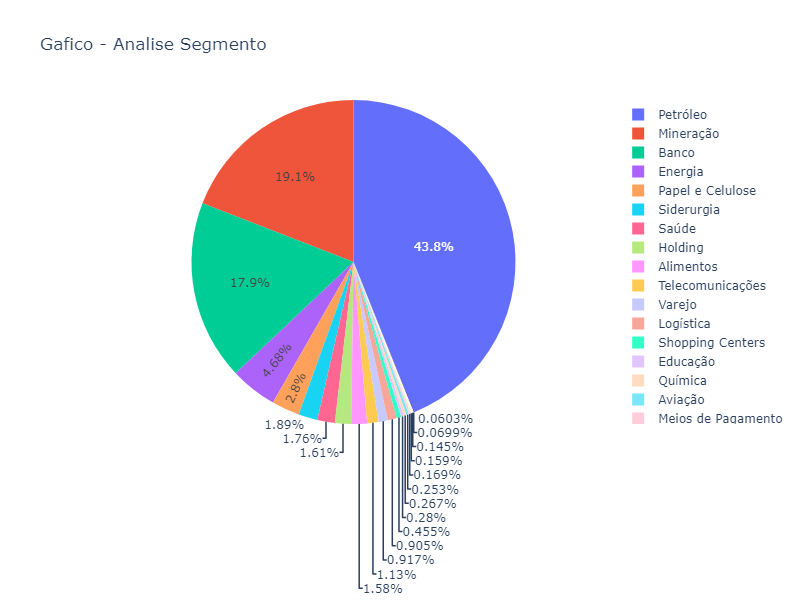 Gafico - Analise Segmento
Petróleo
Mineração
Banco
Energia
Papel e Celulose
Siderurgia
Saúde
Holding
Alimentos
Telecomunicações
Varejo
Logística
Shopping Centers
Educação
Química
Aviação
Meios de Pagamento
43.8%
19.1%
17.9%
4.68%
2.8%
1.89%
1.76%
1.61%
0.0603%
0.0699%
0.145%
0.159%
0.169%
0.253%
0.267%
0.28%
0.455%
0.905%
0.917%
1.13%
1.58%